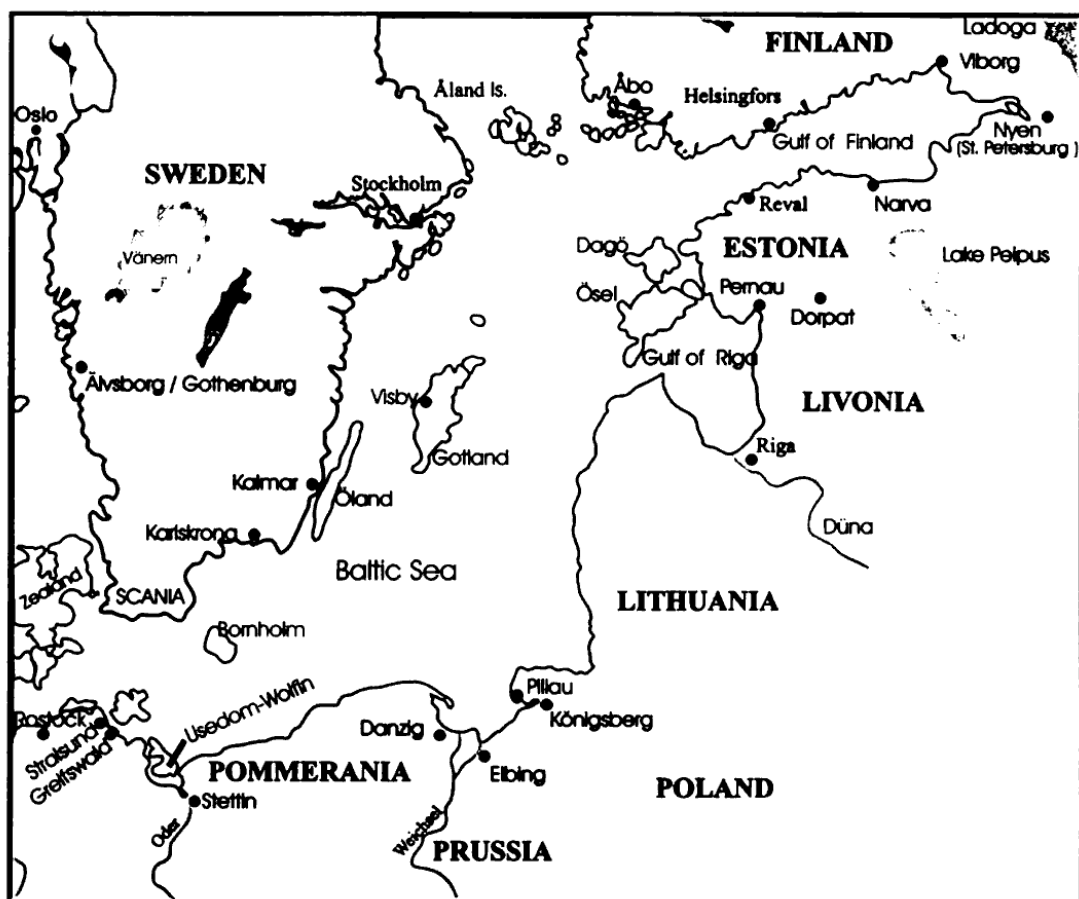 Ladoga
FINLAND
Viborg
Åbo
Åland Is.
Helsingfors
Oslo
Gulf of Finland
Nyen
(St. Petersburg )
SWEDEN
Stockholm
Reval
Narva
Dagö
ESTONIA
Vänern
Lake Peipus
Ösel
Pernau
Dorpat
Gulf of Riga
Älvsborg / Gothenburg
Visby
LIVONIA
Gotland
Riga
Kalmar
Öland
Düna
Karlskrona
Baltic Sea
Zealand
SCANIA
LITHUANIA
Bornholm
Pillau
Usedom-Wollin
Königsberg
Rostock
Stralsund
Greifswald
Danzig
Elbing
POMMERANIA
POLAND
Stettin
Oder
Weichsel
PRUSSIA